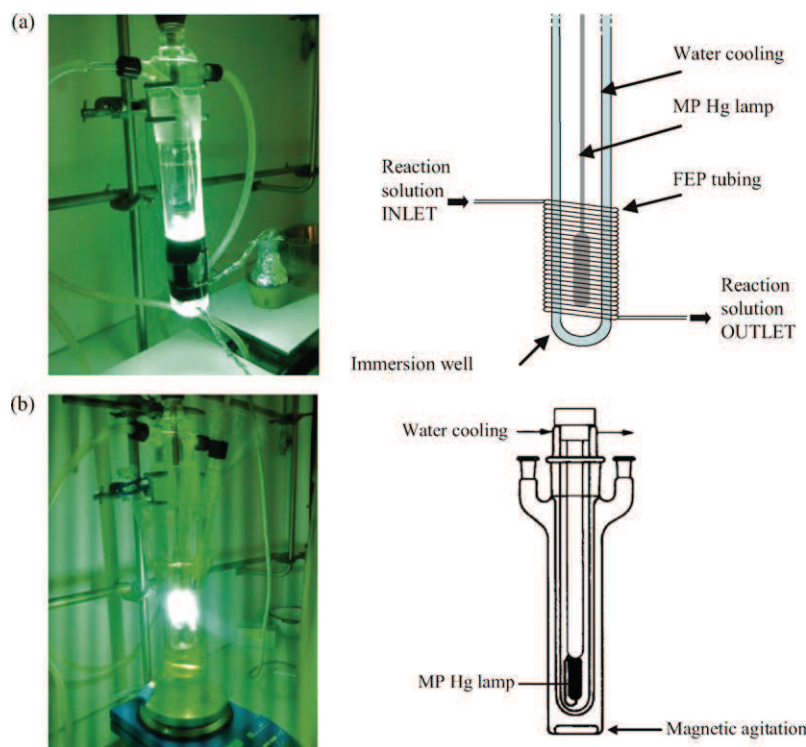 (a)
Water cooling
MP Hg lamp
FEP tubing
Reaction
solution
INLET
Reaction
solution
OUTLET
Immersion well
(b)
Water cooling
MP Hg lamp
Magnetic agitation